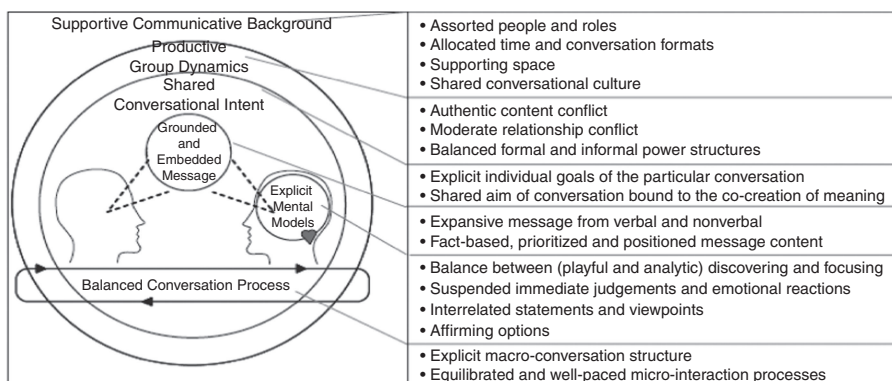 Supportive Communicative Background
Productive
Group Dynamics
Shared
Conversational Intent
Grounded
and
Embedded
Message
Explicit
Mental
Models
Balanced Conversation Process
• Assorted people and roles
• Allocated time and conversation formats
• Supporting space
• Shared conversational culture
• Authentic content conflict
• Moderate relationship conflict
• Balanced formal and informal power structures
• Explicit individual goals of the particular conversation
• Shared aim of conversation bound to the co-creation of meaning
• Expansive message from verbal and nonverbal
• Fact-based, prioritized and positioned message content
• Balance between (playful and analytic) discovering and focusing
• Suspended immediate judgements and emotional reactions
• Interrelated statements and viewpoints
• Affirming options
• Explicit macro-conversation structure
• Equilibrated and well-paced micro-interaction processes